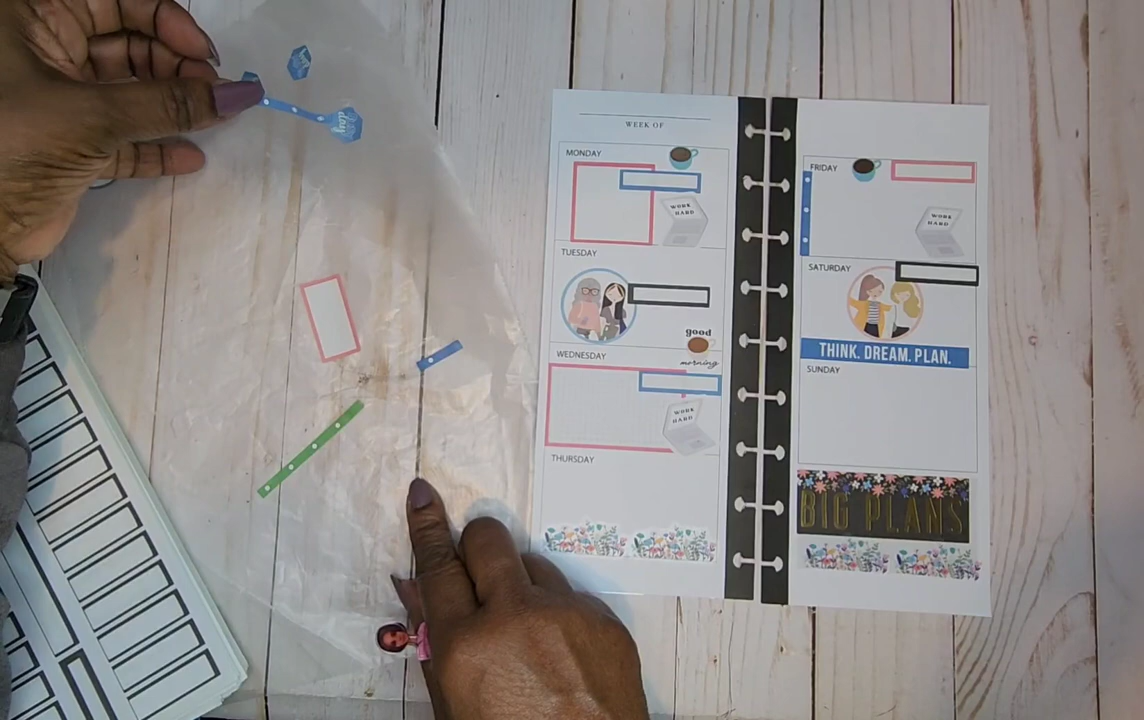 day
WEEK OF
MONDAY
WORK
HARD
TUESDAY
good
morning
WEDNESDAY
WORK
HARD
THURSDAY
FRIDAY
WORK
HARD
SATURDAY
THINK. DREAM. PLAN.
SUNDAY
BIG PLANS